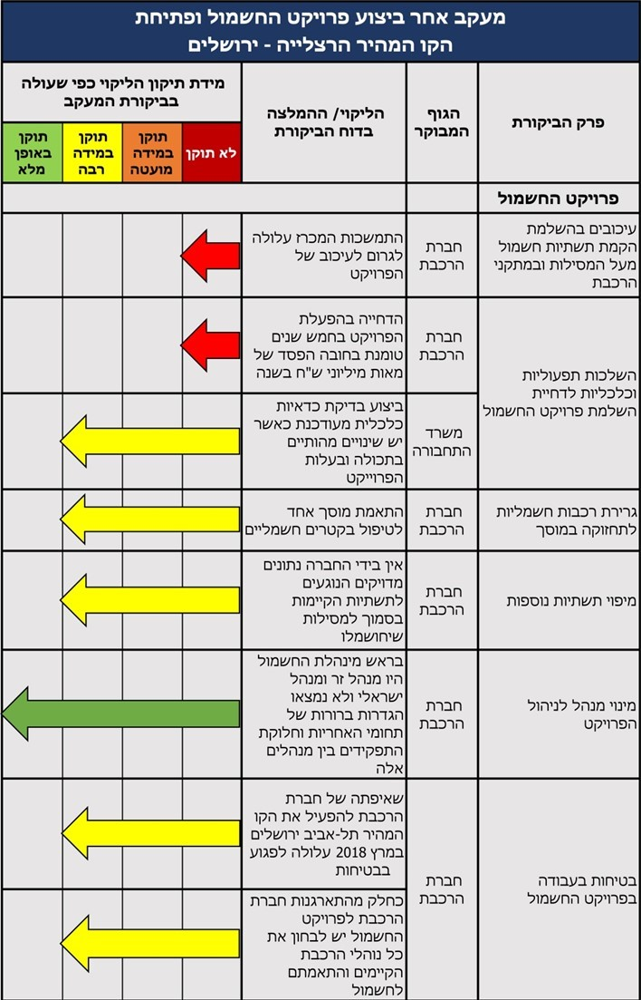 מעקב אחר ביצוע פרויקט החשמול ופתיחת
הקו המהיר הרצלייה - ירושלים
פרק הביקורת
הגוף
המבוקר
הליקוי/ ההמלצה
בדוח הביקורת
מידת תיקון הליקוי כפי שעולה
בביקורת המעקב
לא תוקן
תוקן
במידה
מועטה
תוקן
במידה
רבה
תוקן
באופן
מלא
פרויקט החשמול
עיכובים בהשלמת
הקמת תשתיות חשמול
מעל המסילות ובמתקני
הרכבת
חברת
הרכבת
התמשכות המכרז עלולה
לגרום לעיכוב של
הפרויקט
השלכות תפעוליות
וכלכליות לדחיית
השלמת פרויקט החשמול
חברת
הרכבת
הדחייה בהפעלת
הפרויקט בחמש שנים
טומנת בחובה הפסד של
מאות מיליוני ש"ח בשנה
משרד
התחבורה
ביצוע בדיקת כדאיות
כלכלית מעודכנת כאשר
יש שינויים מהותיים
בתכולה ובעלות
הפרוייקט
גרירת רכבות חשמליות
לתחזוקה במוסך
חברת
הרכבת
התאמת מוסך אחד
לטיפול בקטרים חשמליים
מיפוי תשתיות נוספות
חברת
הרכבת
אין בידי החברה נתונים
מדויקים הנוגעים
לתשתיות הקיימות
בסמוך למסילות
שיחושמלו
מינוי מנהל לניהול
הפרויקט
חברת
הרכבת
בראש מינהלת החשמול
היו מנהל זר ומנהל
ישראלי ולא נמצאו
הגדרות ברורות של
תחומי האחריות וחלוקת
התפקידים בין מנהלים
אלה
בטיחות בעבודה
בפרויקט החשמול
חברת
הרכבת
שאיפתה של חברת
הרכבת להפעיל את הקו
המהיר תל-אביב ירושלים
במרץ 2018 עלולה לפגוע
בבטיחות
כחלק מהתארגנות חברת
הרכבת לפרויקט
החשמול יש לבחון את
כל נוהלי הרכבת
הקיימים והתאמתם
לחשמול